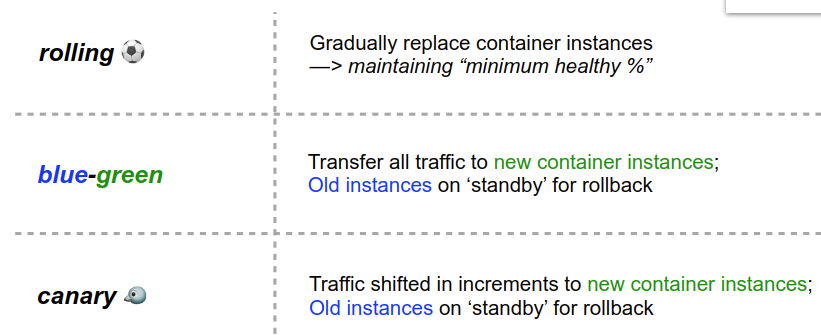 rolling ⚽
Gradually replace container instances
—> maintaining “minimum healthy %”
blue-green
Transfer all traffic to new container instances;
Old instances on ‘standby’ for rollback
canary 🐦
Traffic shifted in increments to new container instances;
Old instances on ‘standby’ for rollback